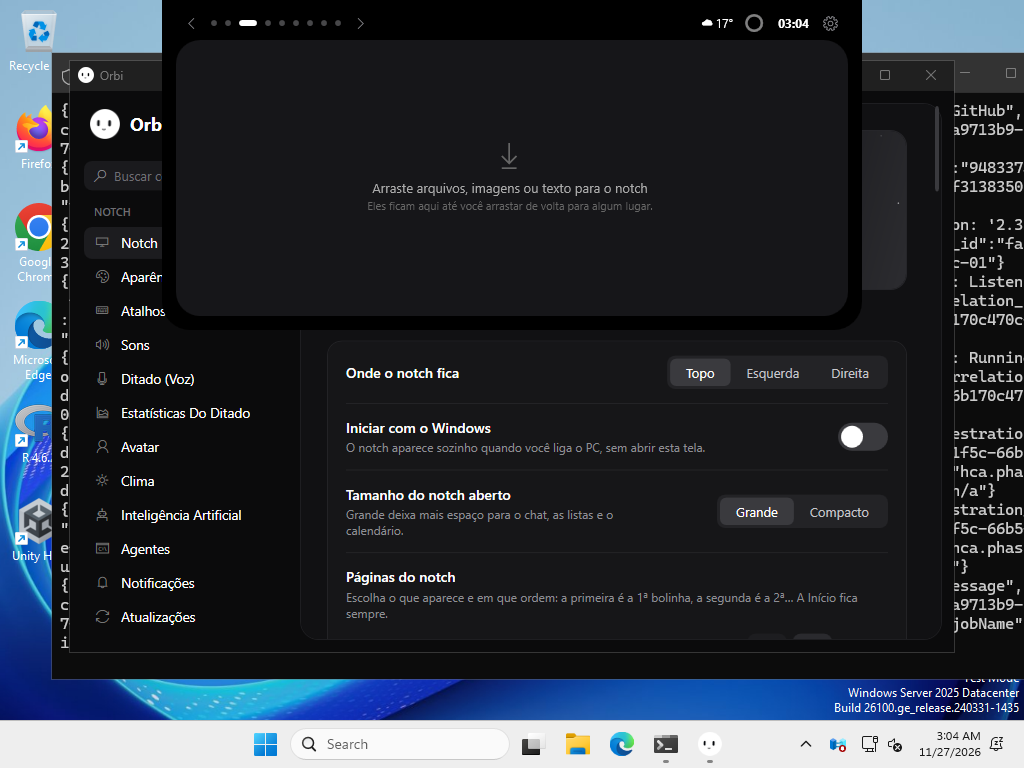 17°
03:04
Arraste arquivos, imagens ou texto para o notch
Eles ficam aqui até você arrastar de volta para algum lugar.
Recycle
Firefo
Googl
Chrom
Micros
Edge
R 4.6.
Unity H
Orbi
Orb
Buscar c
NOTCH
Notch
Aparên
Atalhos
Sons
Ditado (Voz)
Estatísticas Do Ditado
Avatar
Clima
Inteligência Artificial
Agentes
Notificações
Atualizações
Onde o notch fica
Topo Esquerda Direita
Iniciar com o Windows
O notch aparece sozinho quando você liga o PC, sem abrir esta tela.
Tamanho do notch aberto
Grande deixa mais espaço para o chat, as listas e o
calendário.
Grande Compacto
Páginas do notch
Escolha o que aparece e em que ordem: a primeira é a 1ª bolinha, a segunda é a 2ª... A Início fica
sempre.
GitHub",
a9713b9-
:"948337
f3138350
on: '2.3
_id":"fa
c-01"}
: Listen
elation_
170c470c
: Runnin
rrelation
6b170c47
estration
1f5c-66b
"hca.pha
n/a"}
stration
f5c-66b5
hca.phas
"}
essage",
a9713b9-
jobName"
Test Mode
Windows Server 2025 Datacenter
Build 26100.ge_release.240331-1435
Search
3:04 AM
11/27/2026